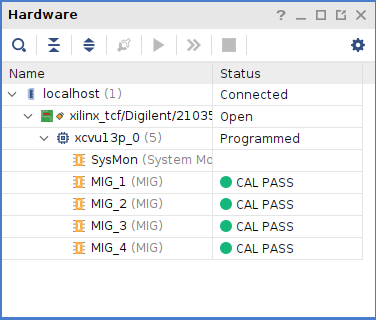 Hardware
Name Status
localhost (1) Connected
xilinx_tcf/Digilent/21035 Open
xcvu13p_0 (5) Programmed
SysMon (System Mo
MIG_1 (MIG) CAL PASS
MIG_2 (MIG) CAL PASS
MIG_3 (MIG) CAL PASS
MIG_4 (MIG) CAL PASS